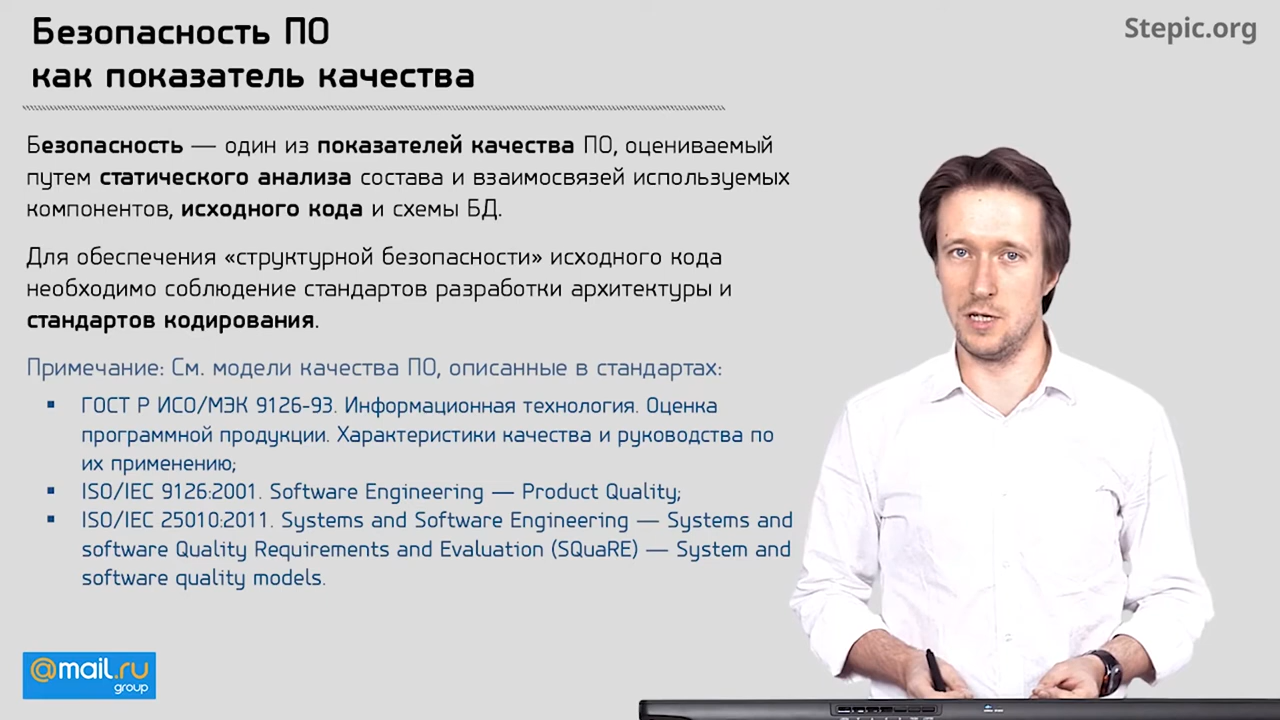 Безопасность ПО
как показатель качества
Stepic.org
Безопасность — один из показателей качества ПО, оцениваемый
путем статического анализа состава и взаимосвязей используемых
компонентов, исходного кода и схемы БД.
Для обеспечения «структурной безопасности» исходного кода
необходимо соблюдение стандартов разработки архитектуры и
стандартов кодирования.
Примечание: См. модели качества ПО, описанные в стандартах:
▪ ГОСТ Р ИСО/МЭК 9126-93. Информационная технология. Оценка
программной продукции. Характеристики качества и руководства по
их применению;
▪ ISO/IEC 9126:2001. Software Engineering — Product Quality;
▪ ISO/IEC 25010:2011. Systems and Software Engineering — Systems and
software Quality Requirements and Evaluation (SQuaRE) — System and
software quality models.
@mail.ru
group